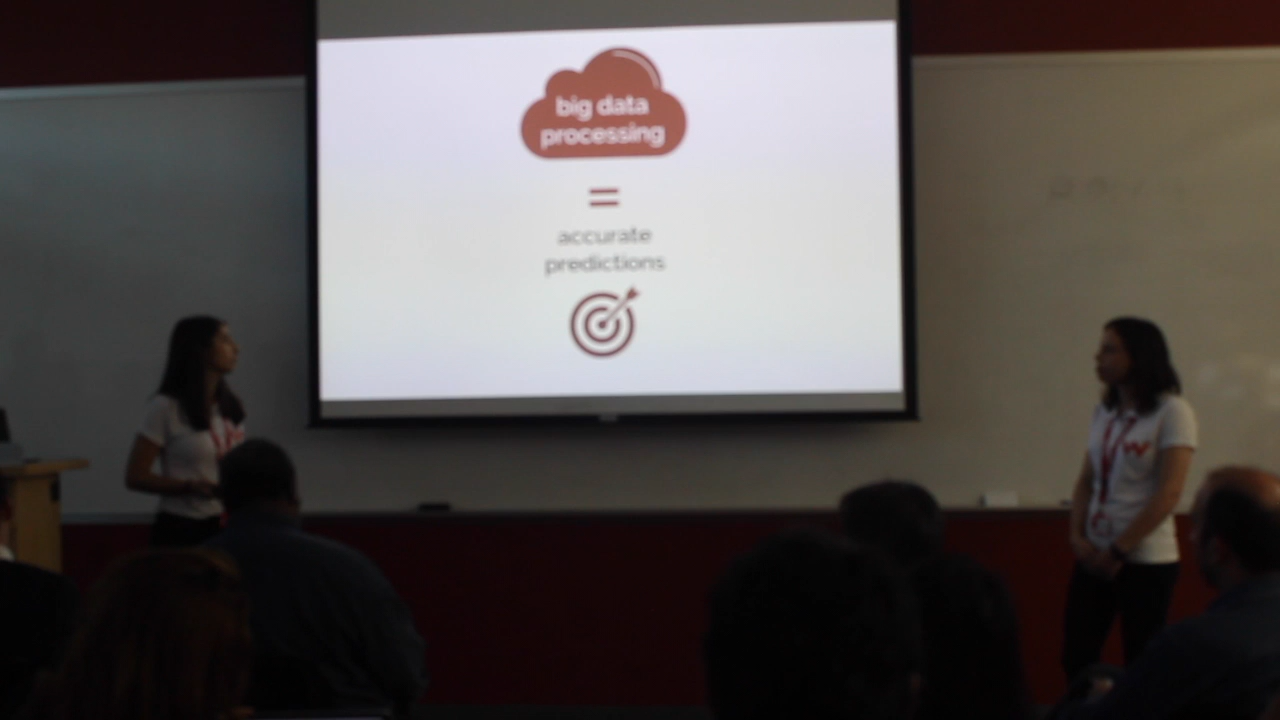 big data
processing
=
accurate
predictions